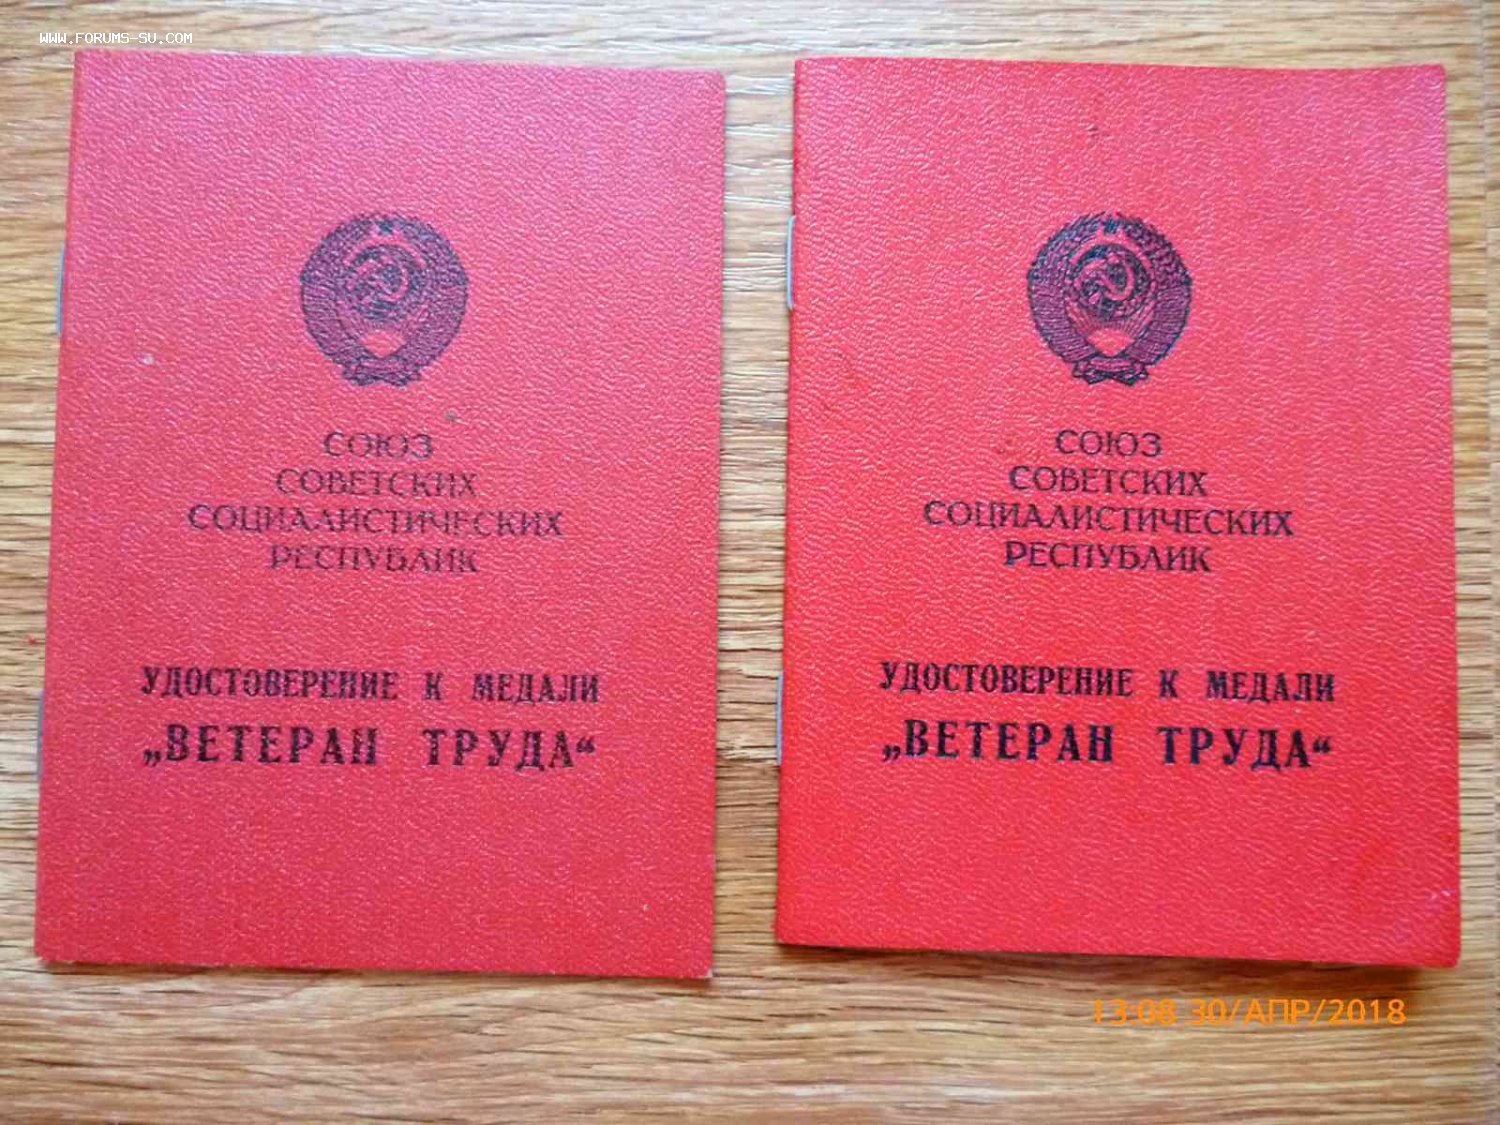 WWW.FORUMS-SU.COM
СОЮЗ
СОВЕТСКИХ
СОЦИАЛИСТИЧЕСКИХ
РЕСПУБЛИК
УДОСТОВЕРЕНИЕ К МЕДАЛИ
„ВЕТЕРАН ТРУДА“
СОЮЗ
СОВЕТСКИХ
СОЦИАЛИСТИЧЕСКИХ
РЕСПУБЛИК
УДОСТОВЕРЕНИЕ К МЕДАЛИ
„ВЕТЕРАН ТРУДА“
13:08 30/АПР/2018